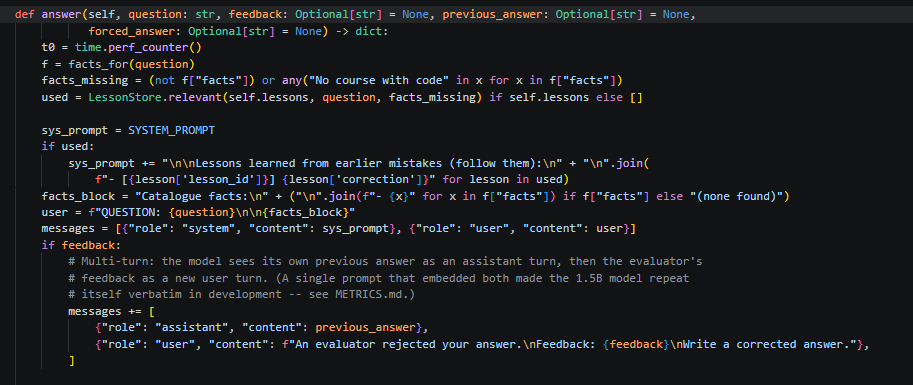 def answer(self, question: str, feedback: Optional[str] = None, previous_answer: Optional[str] = None,
           forced_answer: Optional[str] = None) -> dict:
    t0 = time.perf_counter()
    f = facts_for(question)
    facts_missing = (not f["facts"]) or any("No course with code" in x for x in f["facts"])
    used = LessonStore.relevant(self.lessons, question, facts_missing) if self.lessons else []

    sys_prompt = SYSTEM_PROMPT
    if used:
        sys_prompt += "\n\nLessons learned from earlier mistakes (follow them):\n" + "\n".join(
            f"- [{lesson['lesson_id']}] {lesson['correction']}" for lesson in used)
    facts_block = "Catalogue facts:\n" + ("\n".join(f"- {x}" for x in f["facts"]) if f["facts"] else "(none found)")
    user = f"QUESTION: {question}\n\n{facts_block}"
    messages = [{"role": "system", "content": sys_prompt}, {"role": "user", "content": user}]
    if feedback:
        # Multi-turn: the model sees its own previous answer as an assistant turn, then the evaluator's
        # feedback as a new user turn. (A single prompt that embedded both made the 1.5B model repeat
        # itself verbatim in development -- see METRICS.md.)
        messages += [
            {"role": "assistant", "content": previous_answer},
            {"role": "user", "content": f"An evaluator rejected your answer.\nFeedback: {feedback}\nWrite a corrected answer."},
        ]